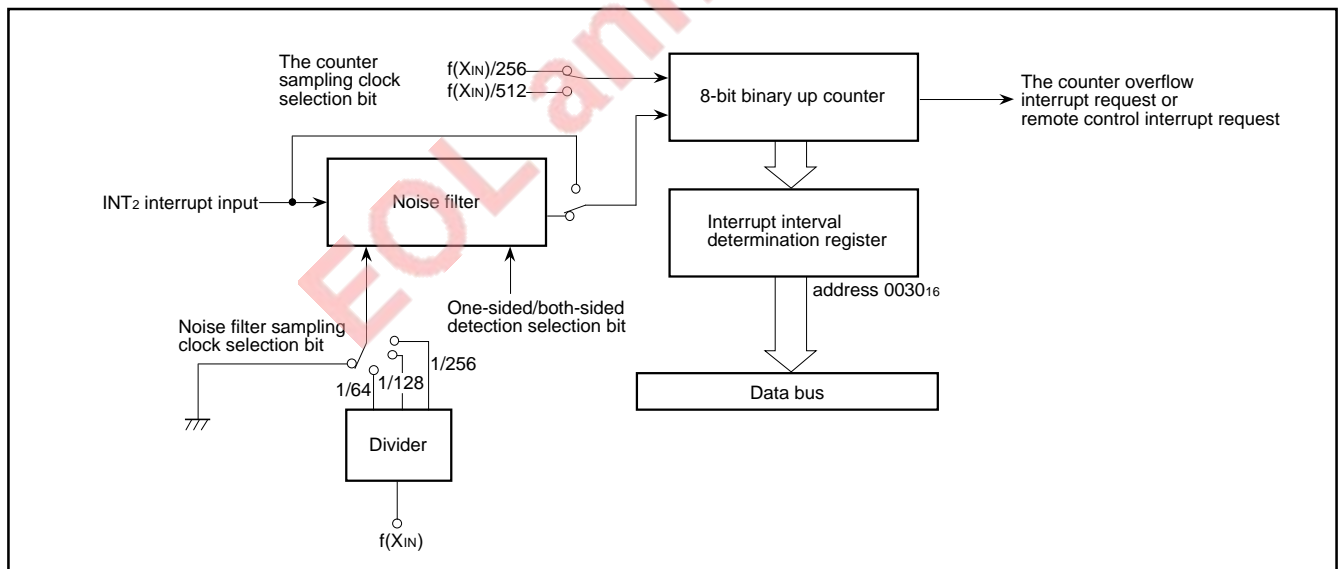 The counter
sampling clock
selection bit
f(XIN)/256
f(XIN)/512
8-bit binary up counter
The counter overflow
interrupt request or
remote control interrupt request
INT2 interrupt input
Noise filter
Interrupt interval
determination register
address 003016
One-sided/both-sided
detection selection bit
Noise filter sampling
clock selection bit
1/64
1/128
1/256
Data bus
Divider
f(XIN)
EOL